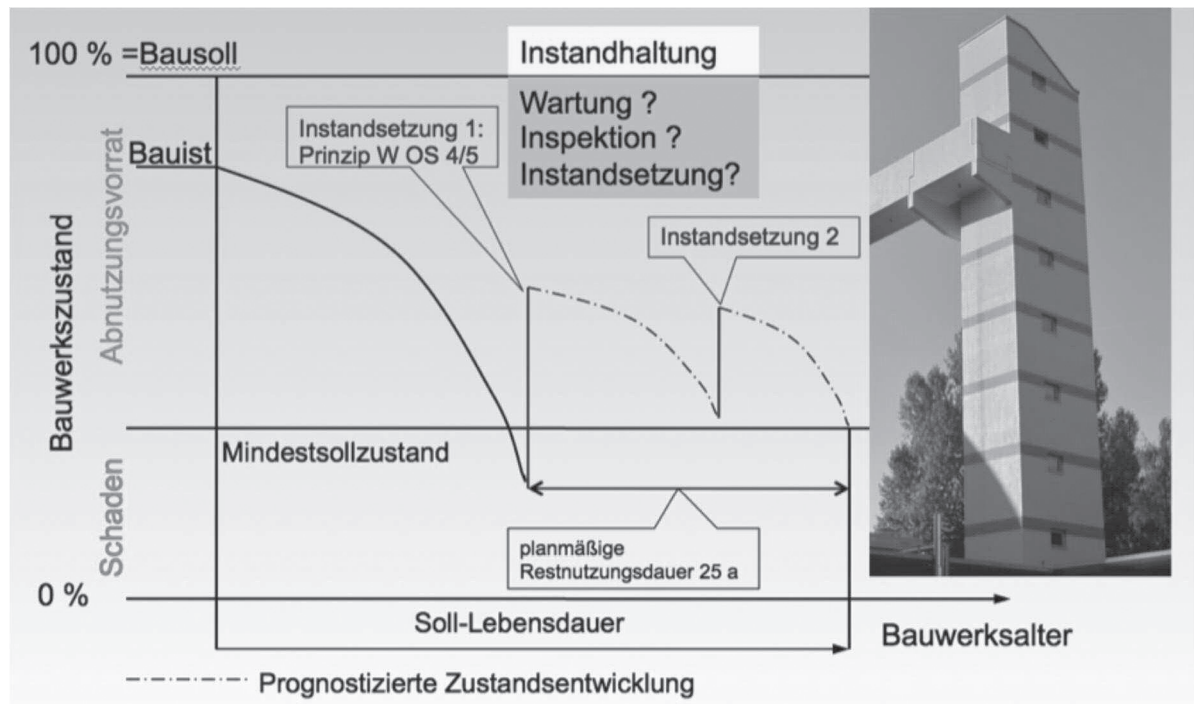 100 % =Bausoll
Instandhaltung
Wartung ?
Inspektion ?
Instandsetzung?
Instandsetzung 1:
Prinzip W OS 4/5
Bauist
Instandsetzung 2
Bauwerkszustand
Abnutzungsvorrat
Schaden
Mindestsollzustand
planmäßige
Restnutzungsdauer 25 a
0 %
Soll-Lebensdauer
Bauwerksalter
Prognostizierte Zustandsentwicklung